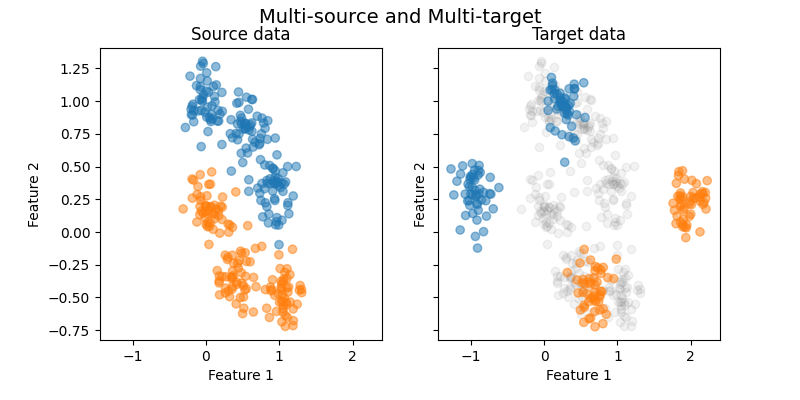 Multi-source and Multi-target
Source data
Target data
1.25
1.00
0.75
0.50
0.25
0.00
−0.25
−0.50
−0.75
Feature 2
−1
0
1
2
Feature 1
Feature 2
−1
0
1
2
Feature 1